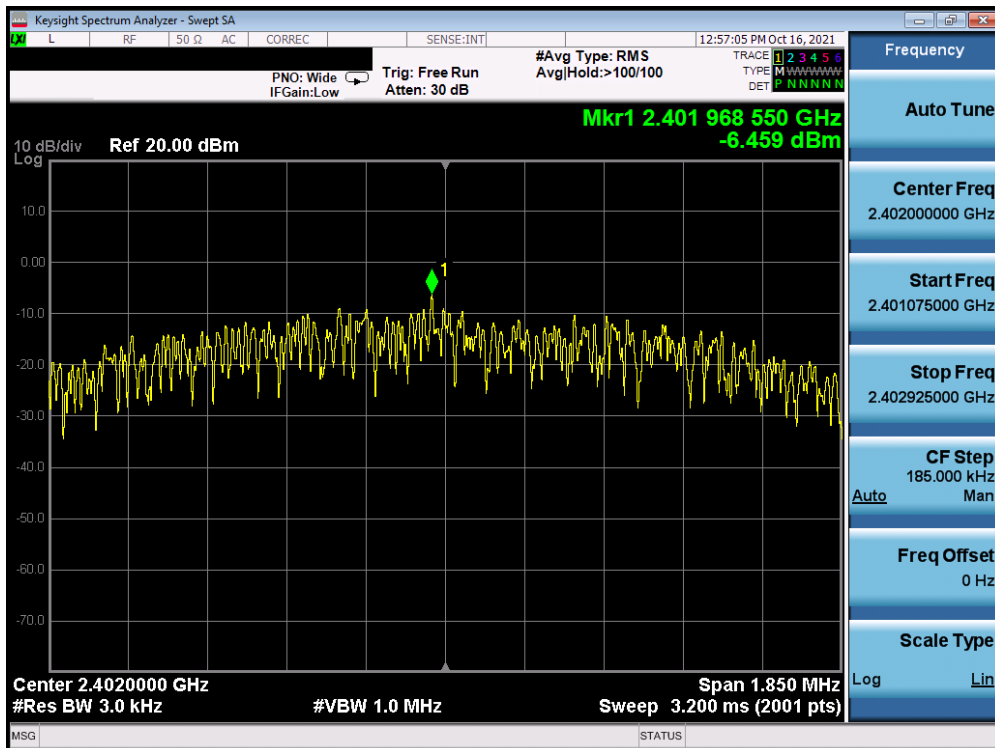 Keysight Spectrum Analyzer - Swept SA
LXI L RF 50 Ω AC CORREC SENSE:INT 12:57:05 PM Oct 16, 2021
PNO: Wide
IFGain:Low
Trig: Free Run
Atten: 30 dB
#Avg Type: RMS
Avg|Hold:>100/100
TRACE 1 2 3 4 5 6
TYPE M WWWWW
DET P N N N N N
Mkr1 2.401 968 550 GHz
-6.459 dBm
10 dB/div
Log
Ref 20.00 dBm
10.0
0.00
-10.0
-20.0
-30.0
-40.0
-50.0
-60.0
-70.0
1
Center 2.4020000 GHz
Span 1.850 MHz
#Res BW 3.0 kHz
#VBW 1.0 MHz
Sweep 3.200 ms (2001 pts)
MSG
STATUS
Frequency
Auto Tune
Center Freq
2.402000000 GHz
Start Freq
2.401075000 GHz
Stop Freq
2.402925000 GHz
CF Step
185.000 kHz
Auto Man
Freq Offset
0 Hz
Scale Type
Log Lin